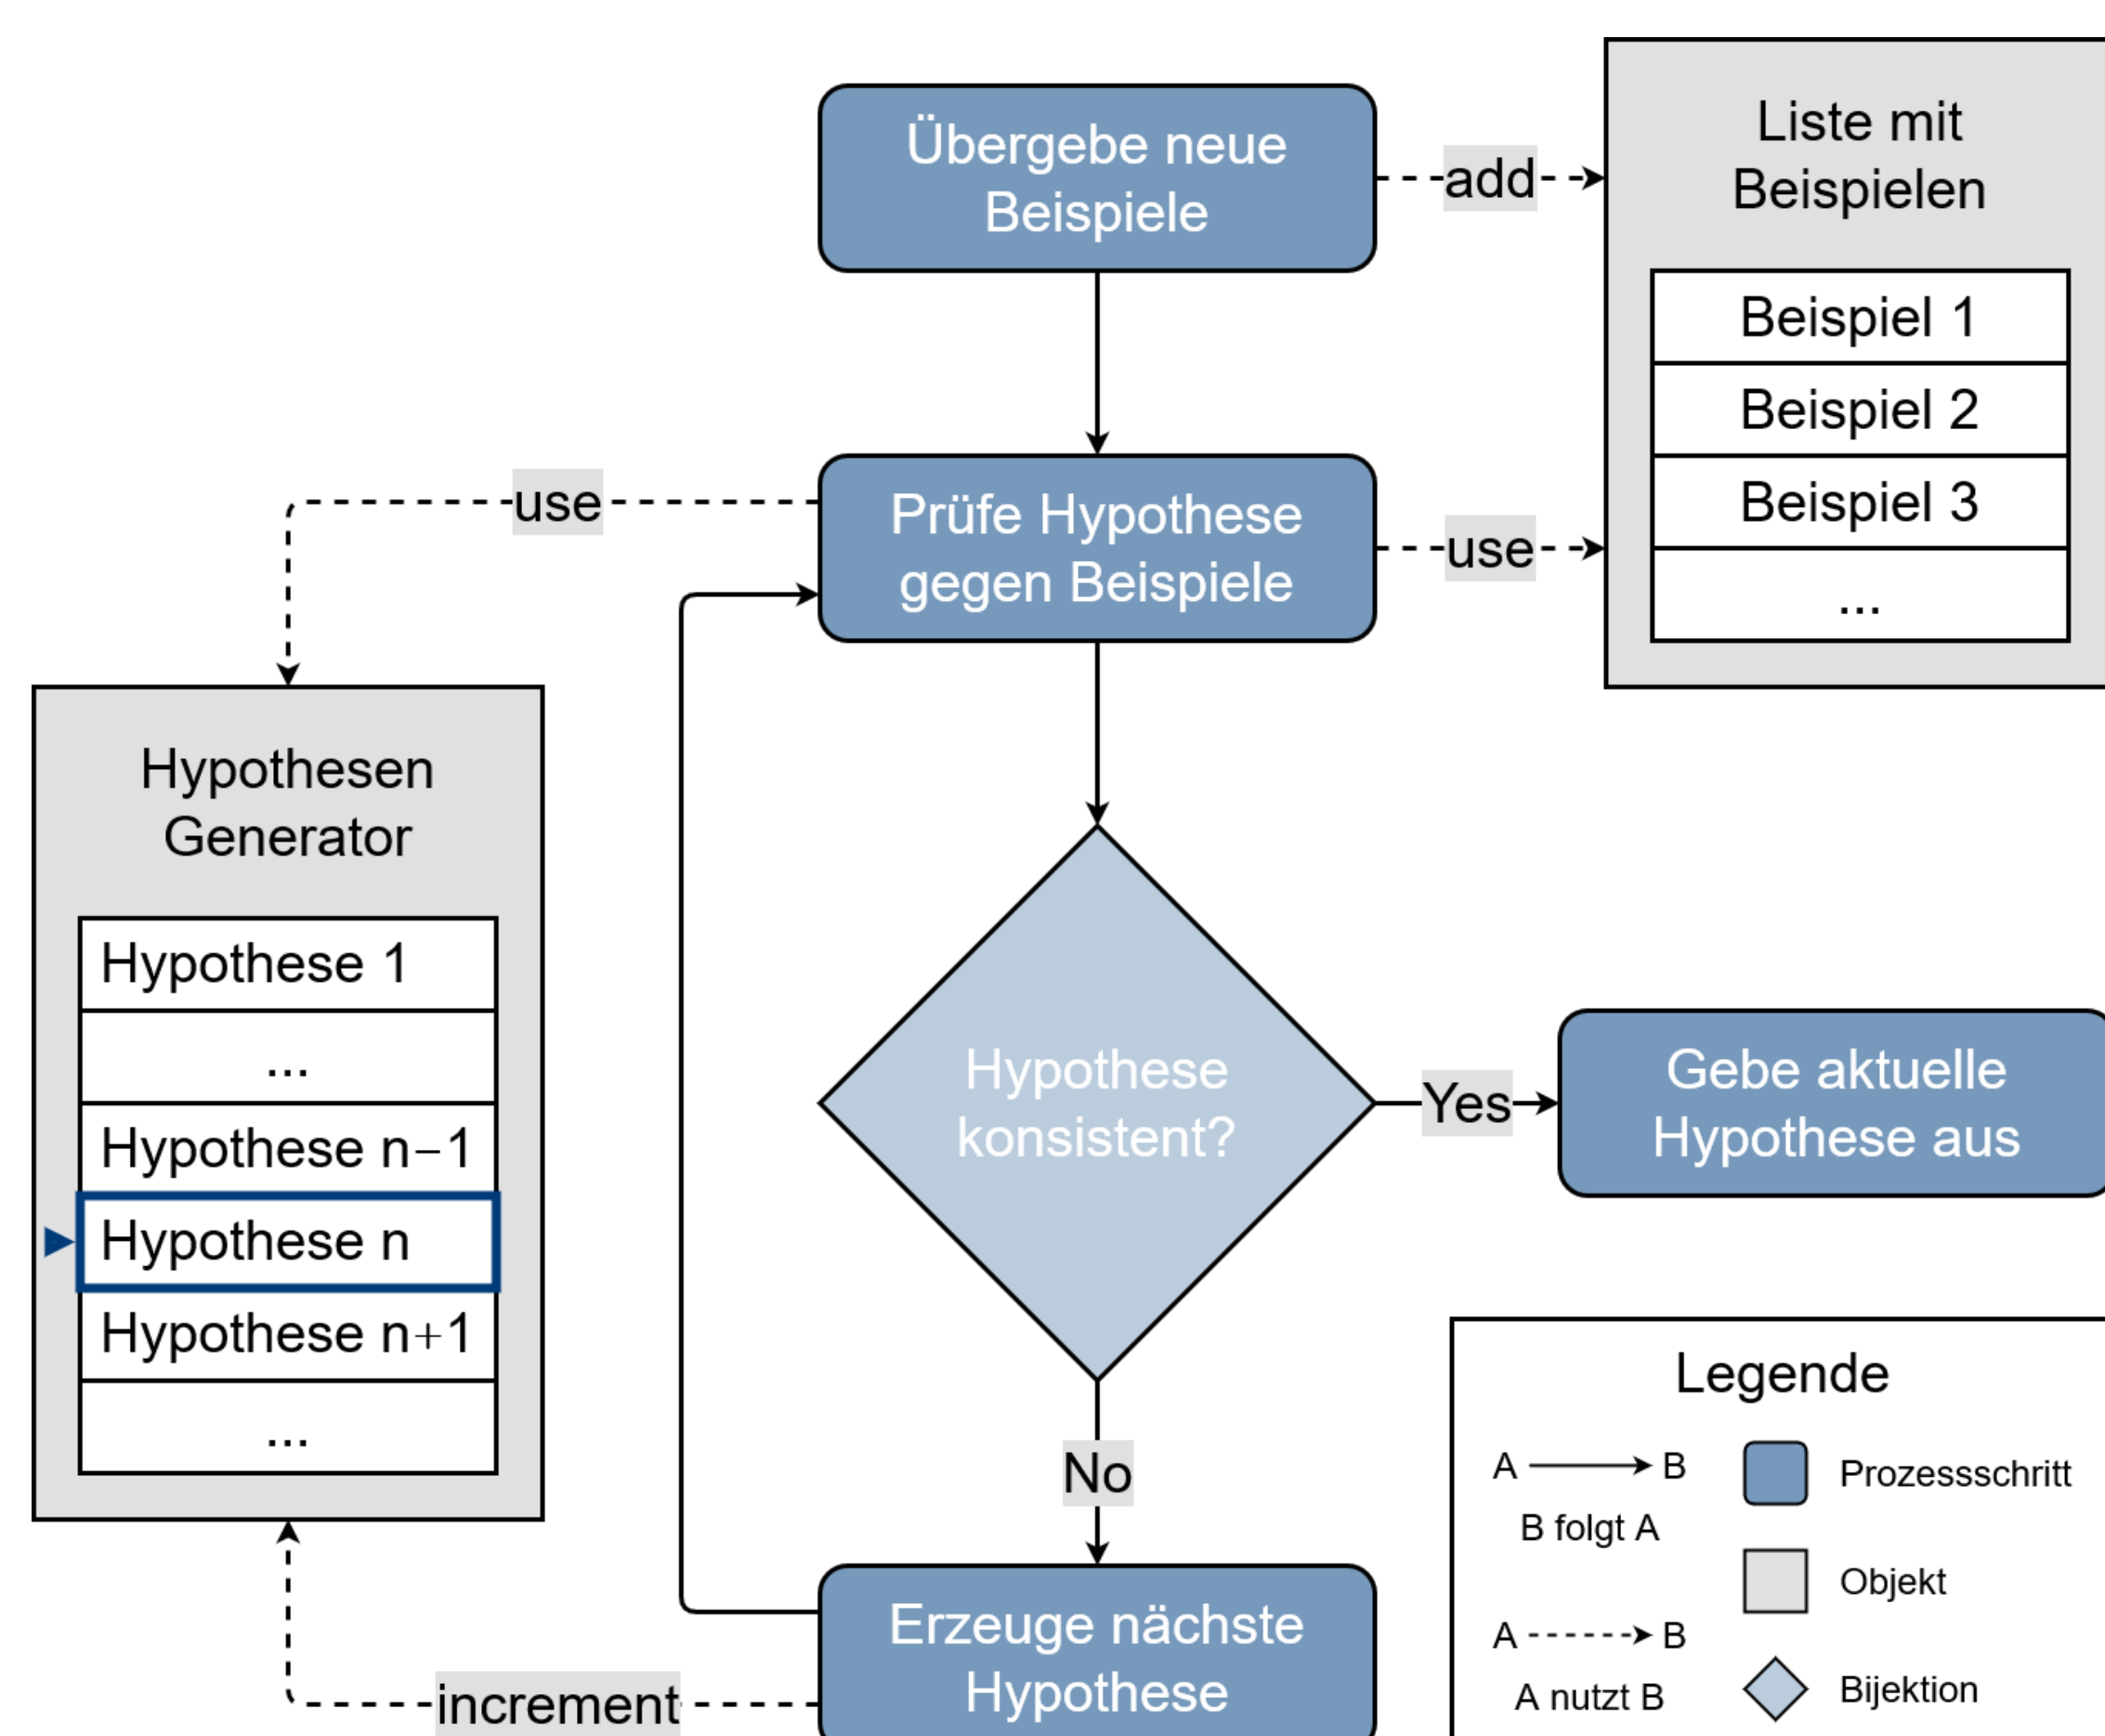 Übergebe neue
Beispiele
add
Liste mit
Beispielen
Beispiel 1
Beispiel 2
Beispiel 3
...
use
Prüfe Hypothese
gegen Beispiele
use
Hypothesen
Generator
Hypothese 1
...
Hypothese n−1
Hypothese n
Hypothese n+1
...
Hypothese
konsistent?
Yes
Gebe aktuelle
Hypothese aus
No
Erzeuge nächste
Hypothese
increment
Legende
A B
B folgt A
A B
A nutzt B
Prozessschritt
Objekt
Bijektion